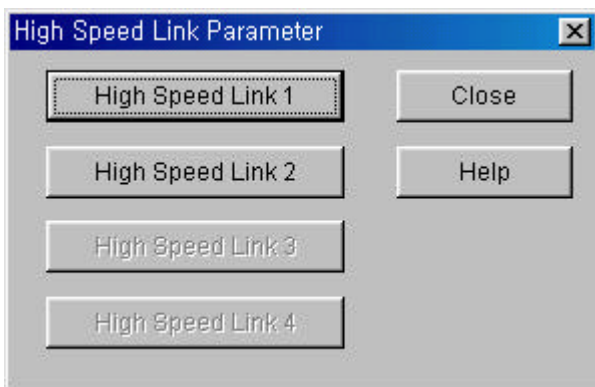 High Speed Link Parameter
High Speed Link 1
Close
High Speed Link 2
Help
High Speed Link 3
High Speed Link 4